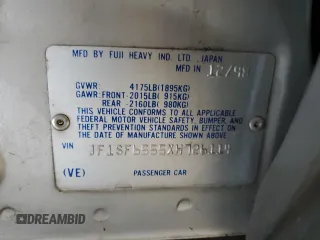 MFD BY FUJI HEAVY IND. LTD., JAPAN
MFD IN 12/98
GVWR: 4175LB(1895KG)
GAWR:FRONT-2015LB( 915KG)
REAR -2160LB( 980KG)
THIS VEHICLE CONFORMS TO ALL APPLICABLE
FEDERAL MOTOR VEHICLE SAFETY, BUMPER, AND
THEFT PREVENTION STANDARDS IN EFFECT ON THE
DATE OF MANUFACTURE SHOWN ABOVE.
VIN
(VE) PASSENGER CAR
DREAMBID